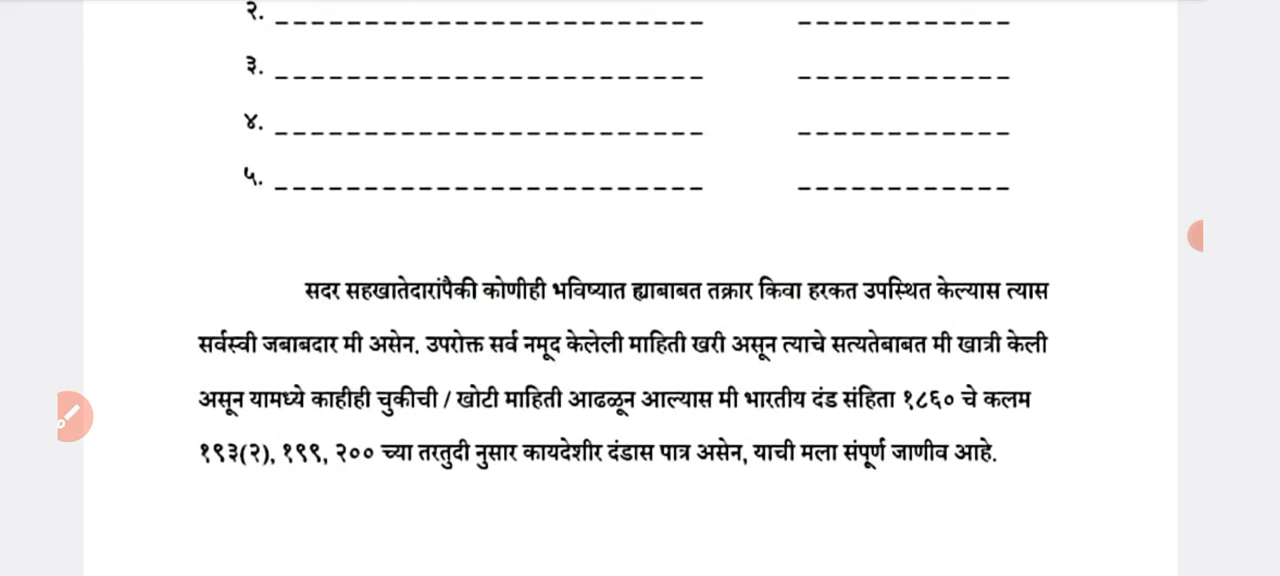 २. _ _ _ _ _ _ _ _ _ _ _ _ _ _ _ _ _ _ _ _ _ _ _ _ _ _ _ _ _ _ _ _ _ _ _ _
३. _ _ _ _ _ _ _ _ _ _ _ _ _ _ _ _ _ _ _ _ _ _ _ _ _ _ _ _ _ _ _ _ _ _ _ _
४. _ _ _ _ _ _ _ _ _ _ _ _ _ _ _ _ _ _ _ _ _ _ _ _ _ _ _ _ _ _ _ _ _ _ _ _
५. _ _ _ _ _ _ _ _ _ _ _ _ _ _ _ _ _ _ _ _ _ _ _ _ _ _ _ _ _ _ _ _ _ _ _ _
सदर सहखातेदारांपैकी कोणीही भविष्यात ह्याबाबत तक्रार किवा हरकत उपस्थित केल्यास त्यास
सर्वस्वी जबाबदार मी असेन. उपरोक्त सर्व नमूद केलेली माहिती खरी असून त्याचे सत्यतेबाबत मी खात्री केली
असून यामध्ये काहीही चुकीची / खोटी माहिती आढळून आल्यास मी भारतीय दंड संहिता १८६० चे कलम
१९३(२), १९९, २०० च्या तरतुदी नुसार कायदेशीर दंडास पात्र असेन, याची मला संपूर्ण जाणीव आहे.